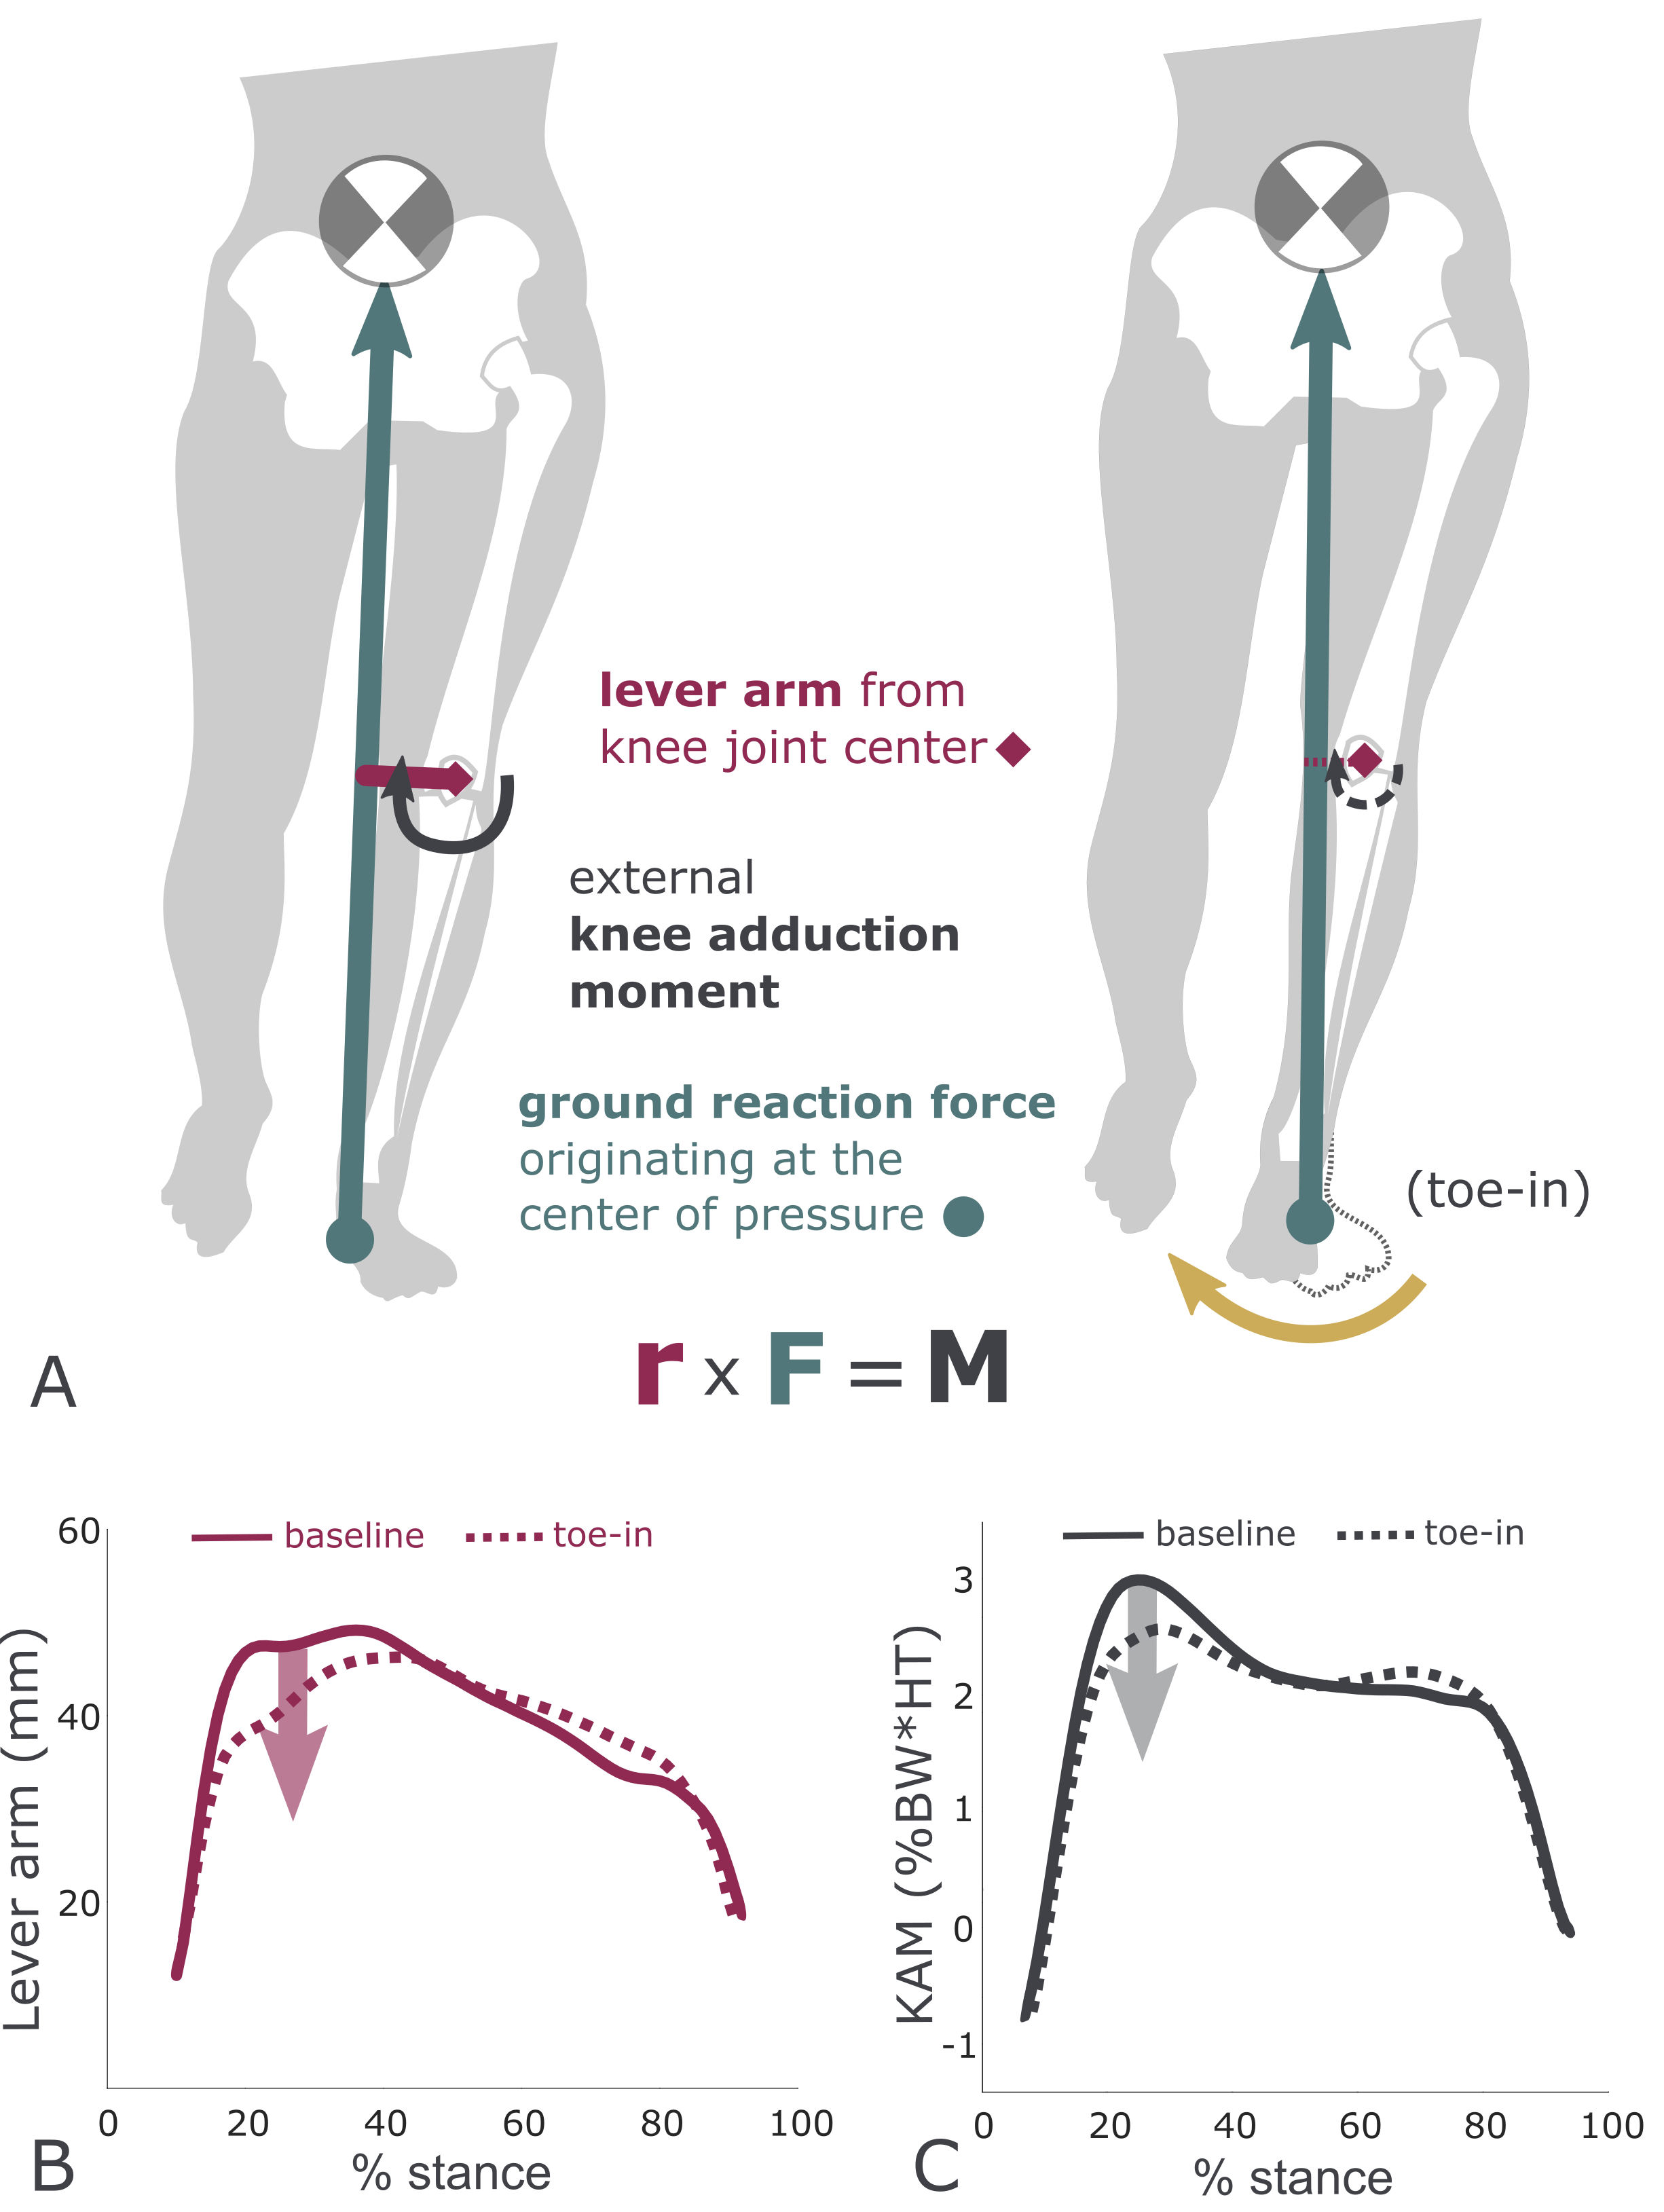 lever arm from
knee joint center
external
knee adduction
moment
ground reaction force
originating at the
center of pressure
(toe-in)
r x F = M
A
baseline toe-in
Lever arm (mm)
60
40
20
0 20 40 60 80 100
% stance
B
baseline toe-in
KAM (%BW*HT)
3
2
1
0
-1
0 20 40 60 80 100
% stance
C